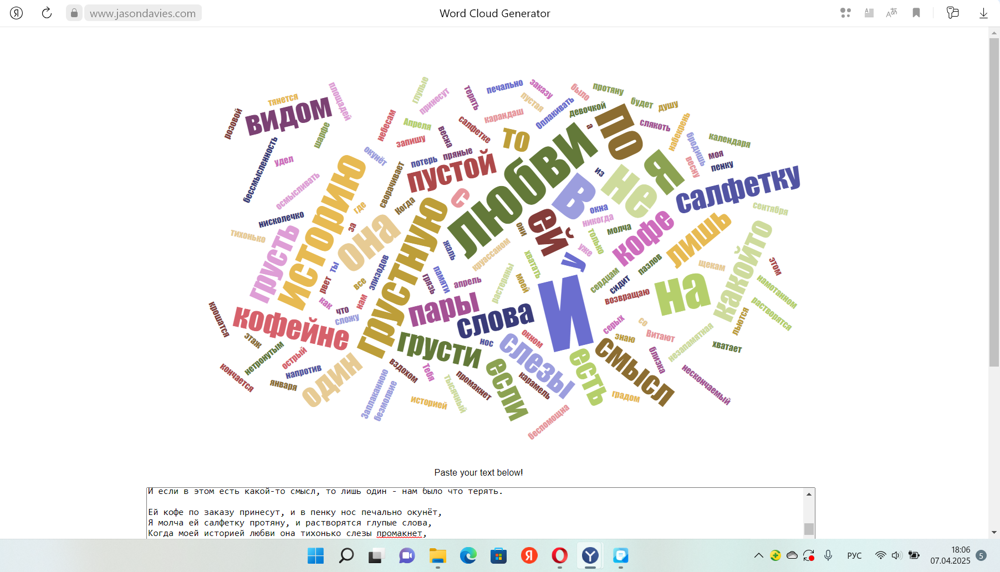 Я
www.jasondavies.com
Word Cloud Generator
глупые
площадей
тянется
видом
позовой
шарфе
бессмысленность
удел
осмысливать
нисколечко
тихонько
принесут
терять
печально
заказу
пустая
было
протяну
будет
душу
небесам
Апреля
запишу
весна
салфетке
карандаш
Оплакивать
девочкой
а
слякоть
набекрень
бродишь
календаря
окунёт
потерь
пряные
то
по
моя
пенку
весну
сворачивает
пустой
любви
из
я
не
салфетку
историю
где
Когда
с
в
окна
никогда
сентября
за
она
они
ей
молча
кофе
лишь
какойто
грусть
грустную
жаль
круассаном
только
уже
ты
рвет
все
эпизодов
памяти
грязь
апрель
хватать
моей
растеряны
у
пазлов
сердцам
сидит
щекам
этом
возвращаю
на
намотанном
растворятся
как
что
нам
сложу
пары
слова
И
крошатся
кофейне
этаж
нетронутым
острый
серых
со
знаю
Витают
льются
незапамятная
хватает
грусти
нос
окном
слезы
есть
смысл
близка
нескончаемый
кончается
января
напротив
один
вздохом
Тебя
Заплаканною
безмолвие
промакнет
тысячный
историей
если
карамель
градом
беспомощна
Paste your text below!
И если в этом есть какой-то смысл, то лишь один - нам было что терять.
Ей кофе по заказу принесут, и в пенку нос печально окунёт,
Я молча ей салфетку протяну, и растворятся глупые слова,
Когда моей историей любви она тихонько слезы промакнет,
Я
РУС
18:06
07.04.2025
5